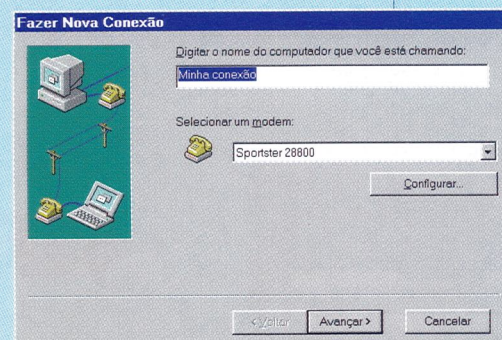 Fazer Nova Conexão
Digitar o nome do computador que você está chamando:
Minha conexão
Selecionar um modem:
Sportster 28800
Configurar...
< Voltar
Avançar >
Cancelar